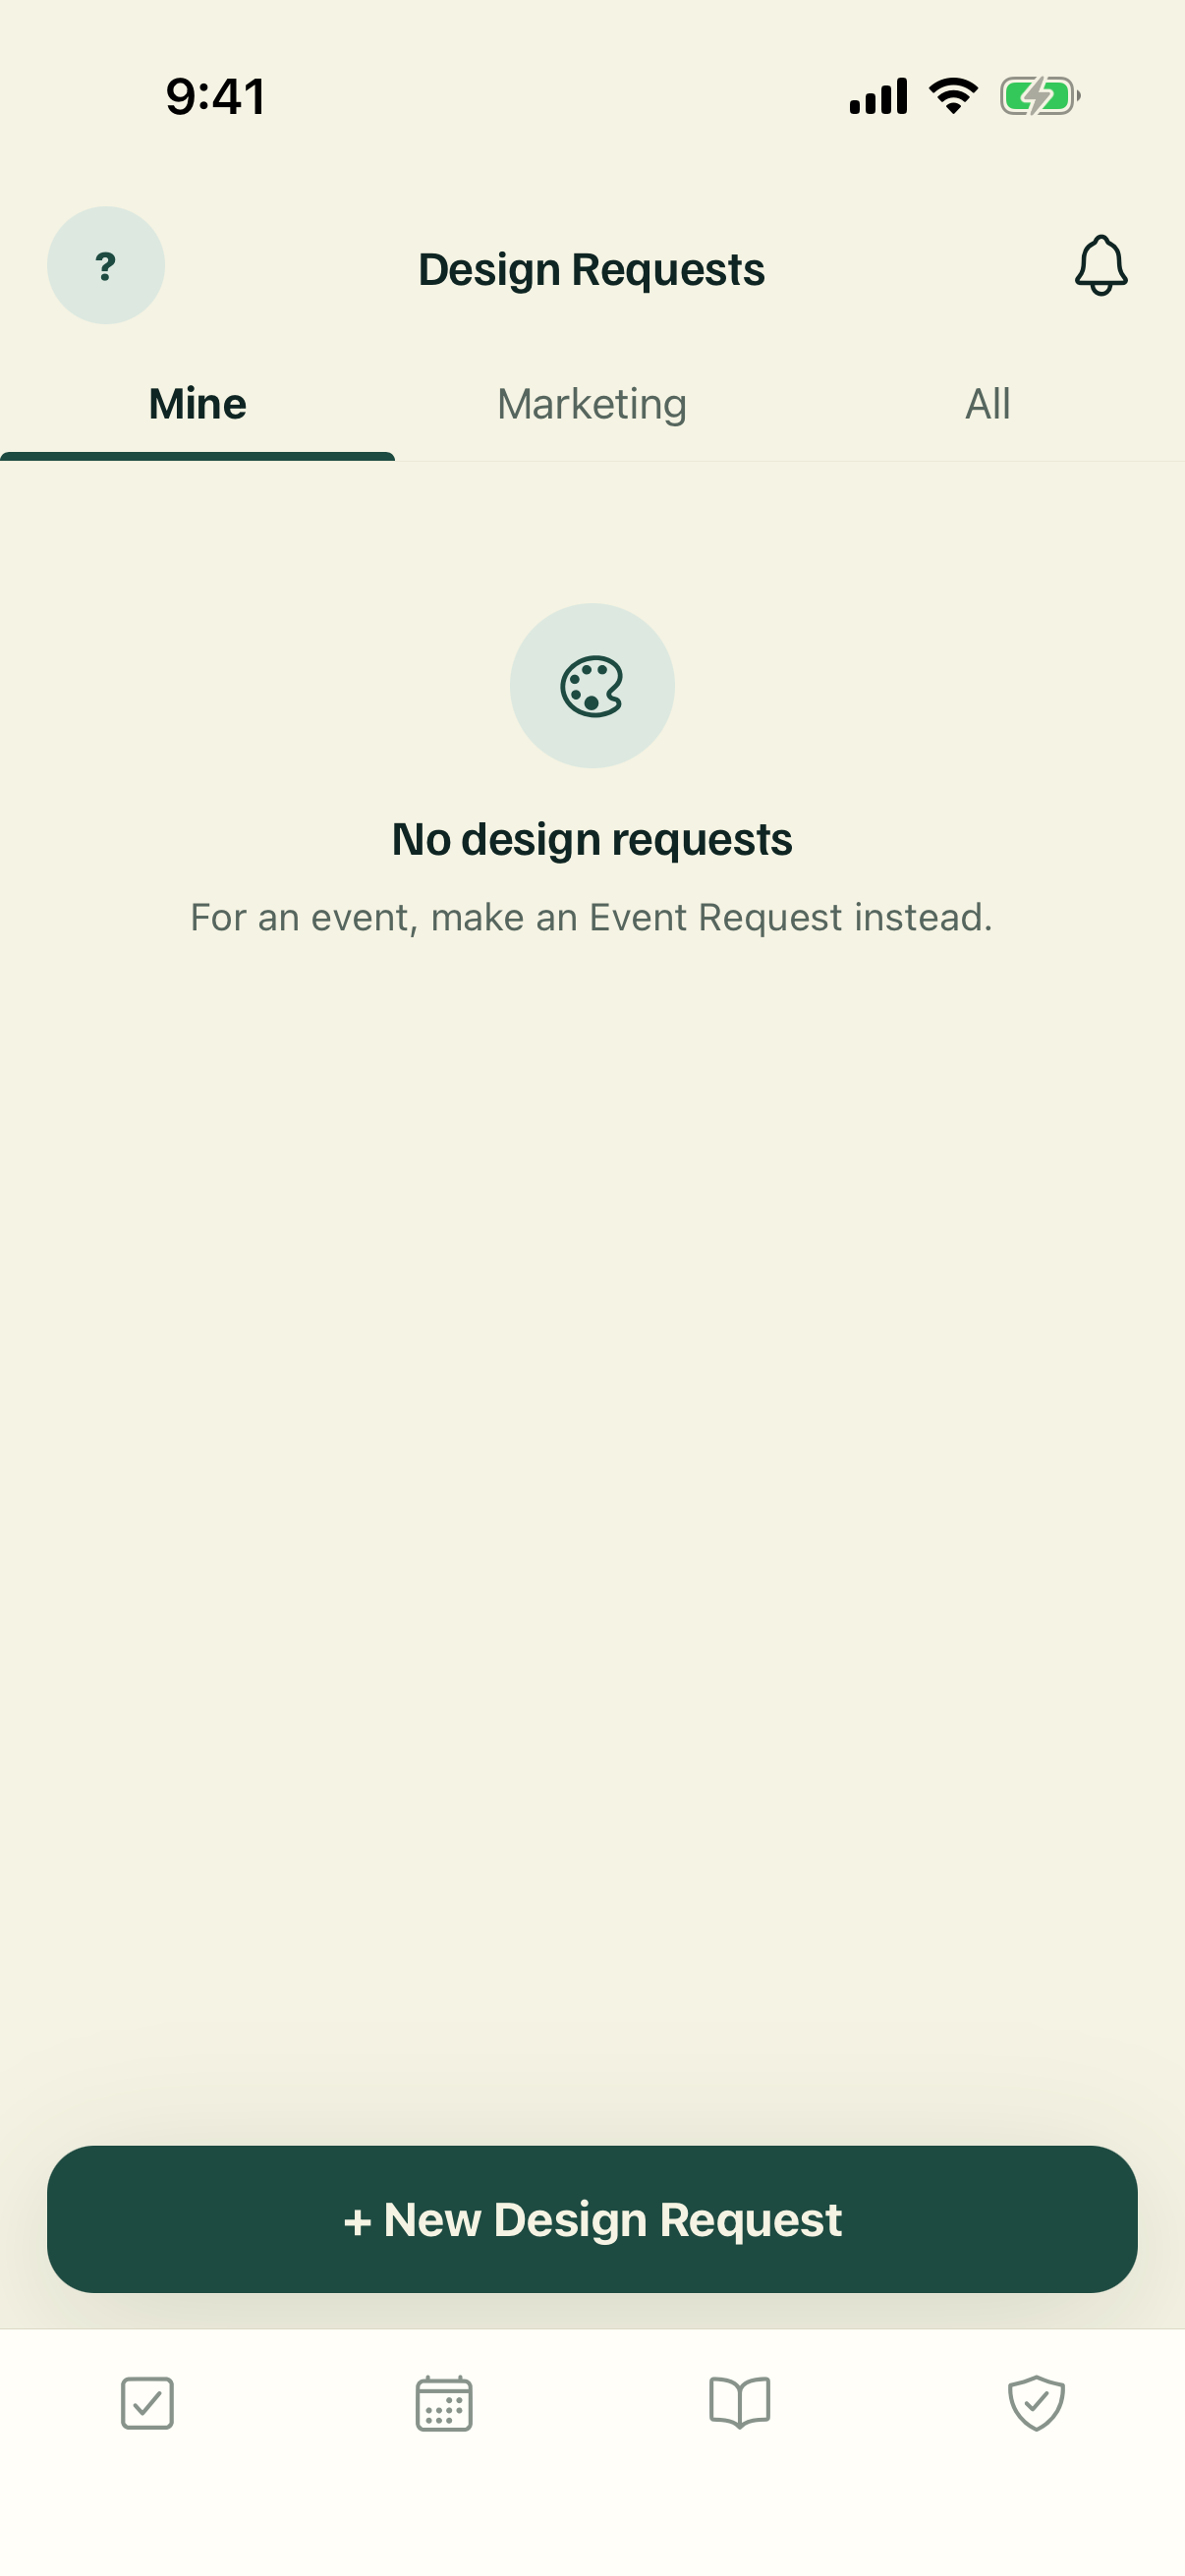 9:41
?
Design Requests
Mine
Marketing
All
No design requests
For an event, make an Event Request instead.
+ New Design Request